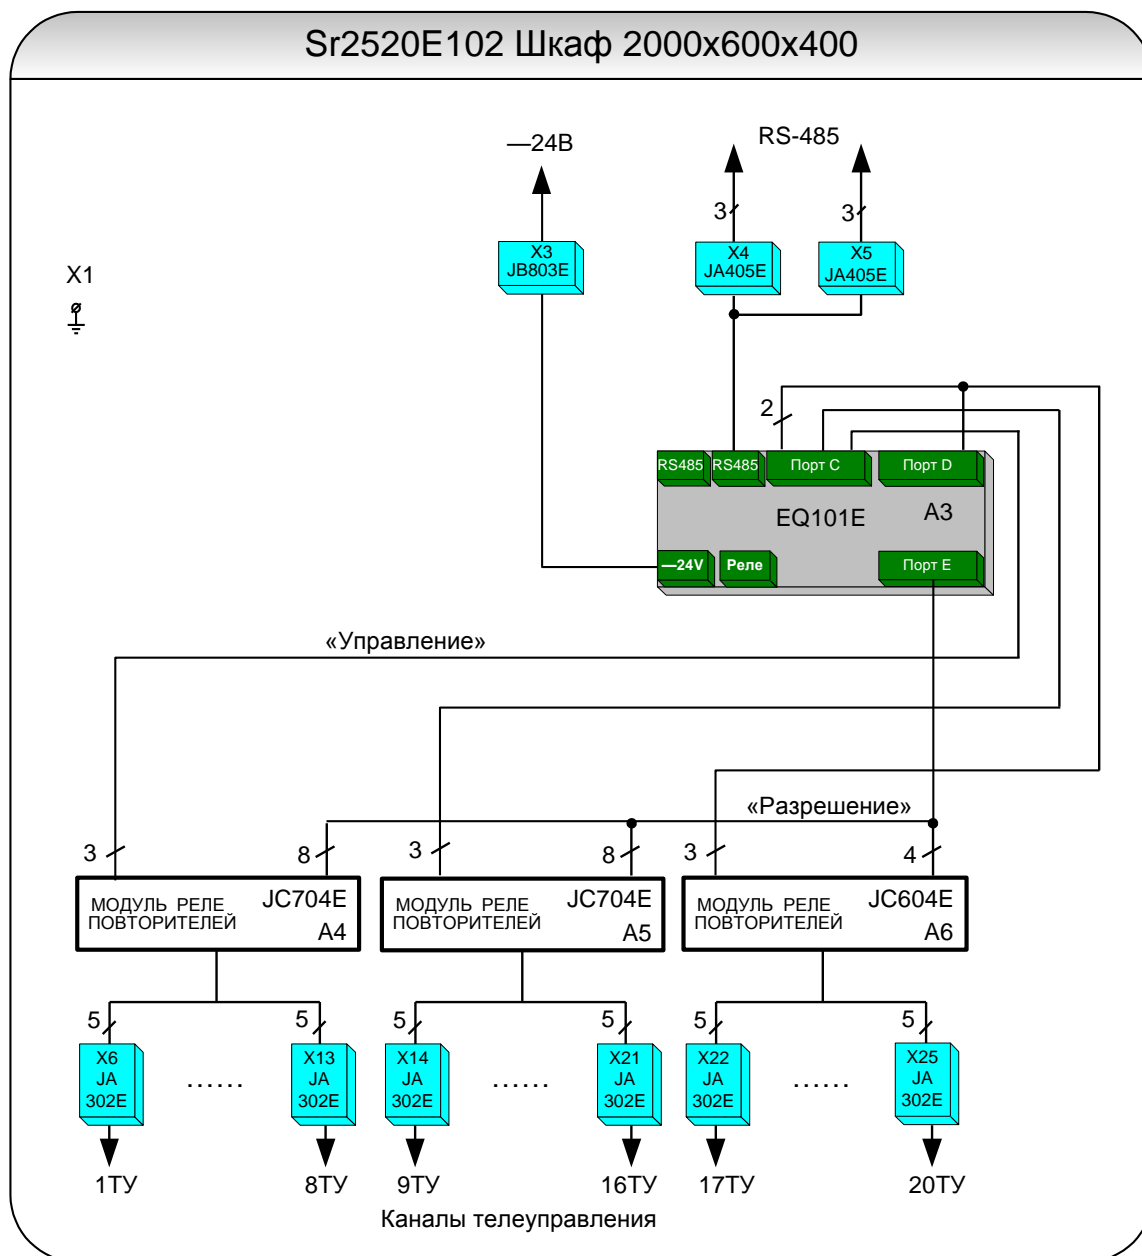 Sr2520E102 Шкаф 2000x600x400
—24В
RS-485
3
3
X3
JB803E
X4
JA405E
X5
JA405E
X1
2
RS485
RS485
Порт C
Порт D
EQ101E
A3
—24V
Реле
Порт E
«Управление»
«Разрешение»
3
8
3
8
3
4
МОДУЛЬ РЕЛЕ
ПОВТОРИТЕЛЕЙ
JC704E
A4
МОДУЛЬ РЕЛЕ
ПОВТОРИТЕЛЕЙ
JC704E
A5
МОДУЛЬ РЕЛЕ
ПОВТОРИТЕЛЕЙ
JC604E
A6
5
5
5
5
5
5
X6
JA
302E
......
X13
JA
302E
X14
JA
302E
......
X21
JA
302E
X22
JA
302E
......
X25
JA
302E
1ТУ
8ТУ
9ТУ
16ТУ
17ТУ
20ТУ
Каналы телеуправления